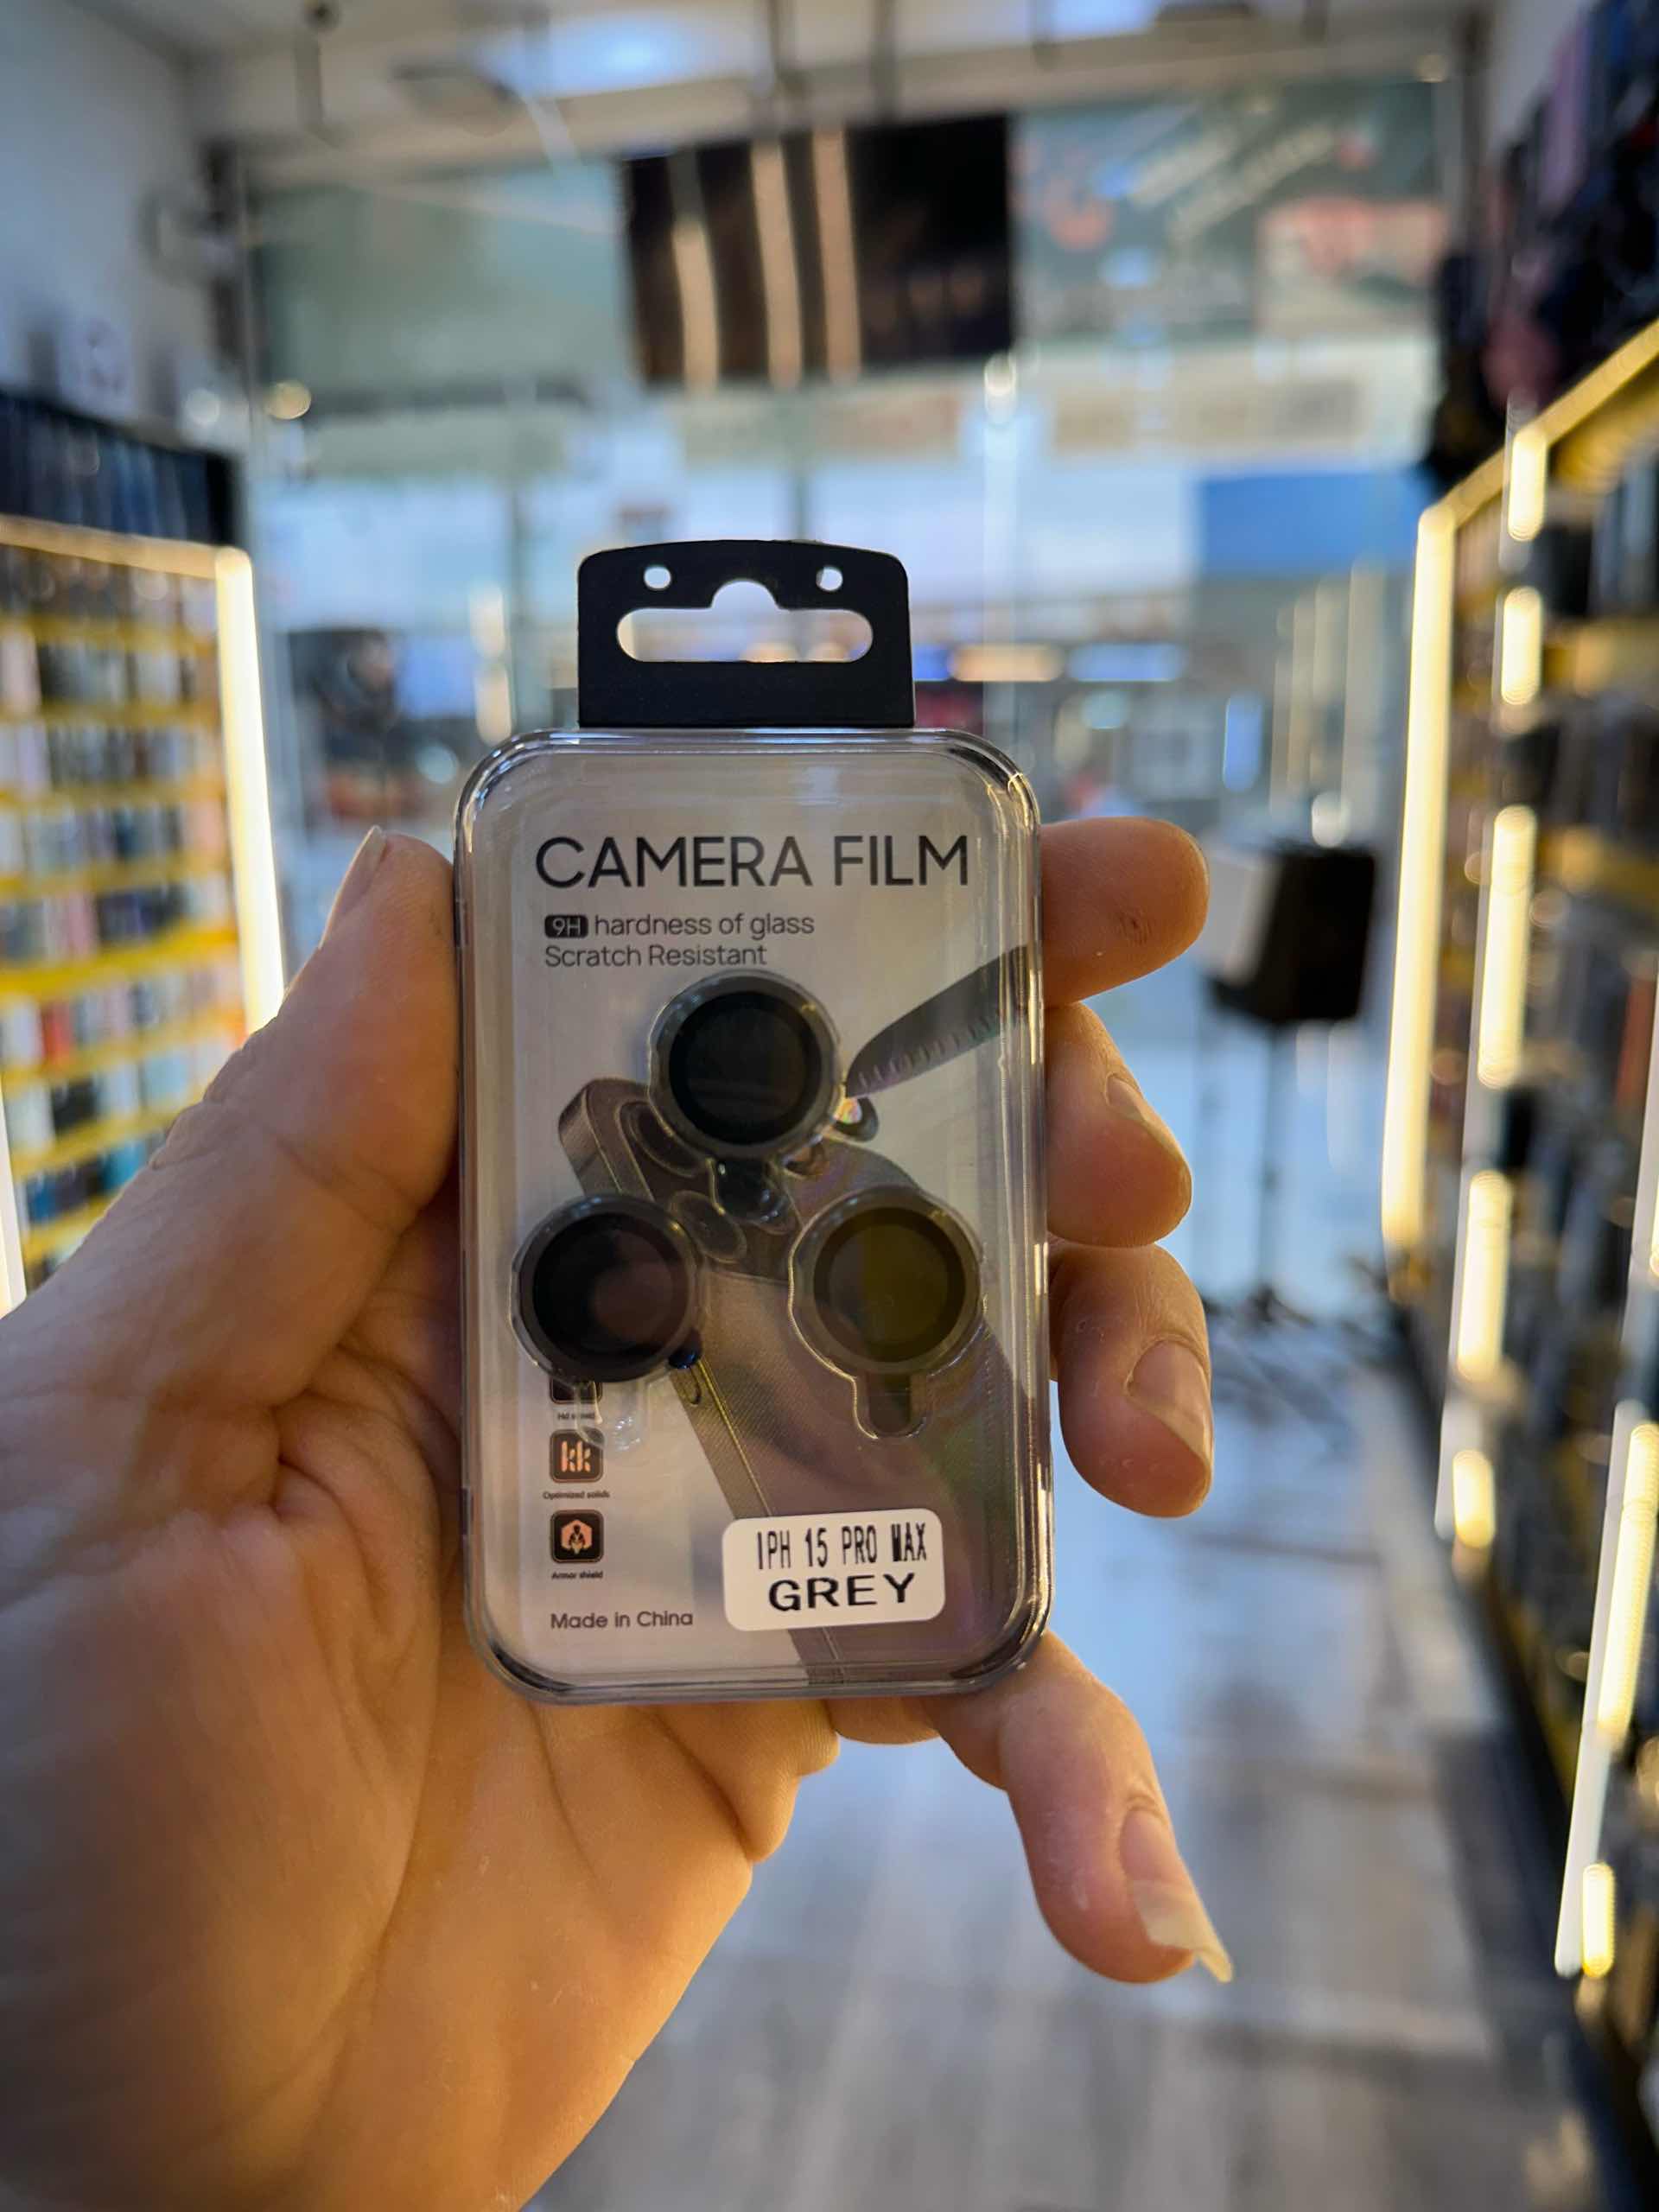 CAMERA FILM
9H hardness of glass
Scratch Resistant
kk
Optimized solids
Armor shield
Made in China
IPH 15 PRO MAX
GREY